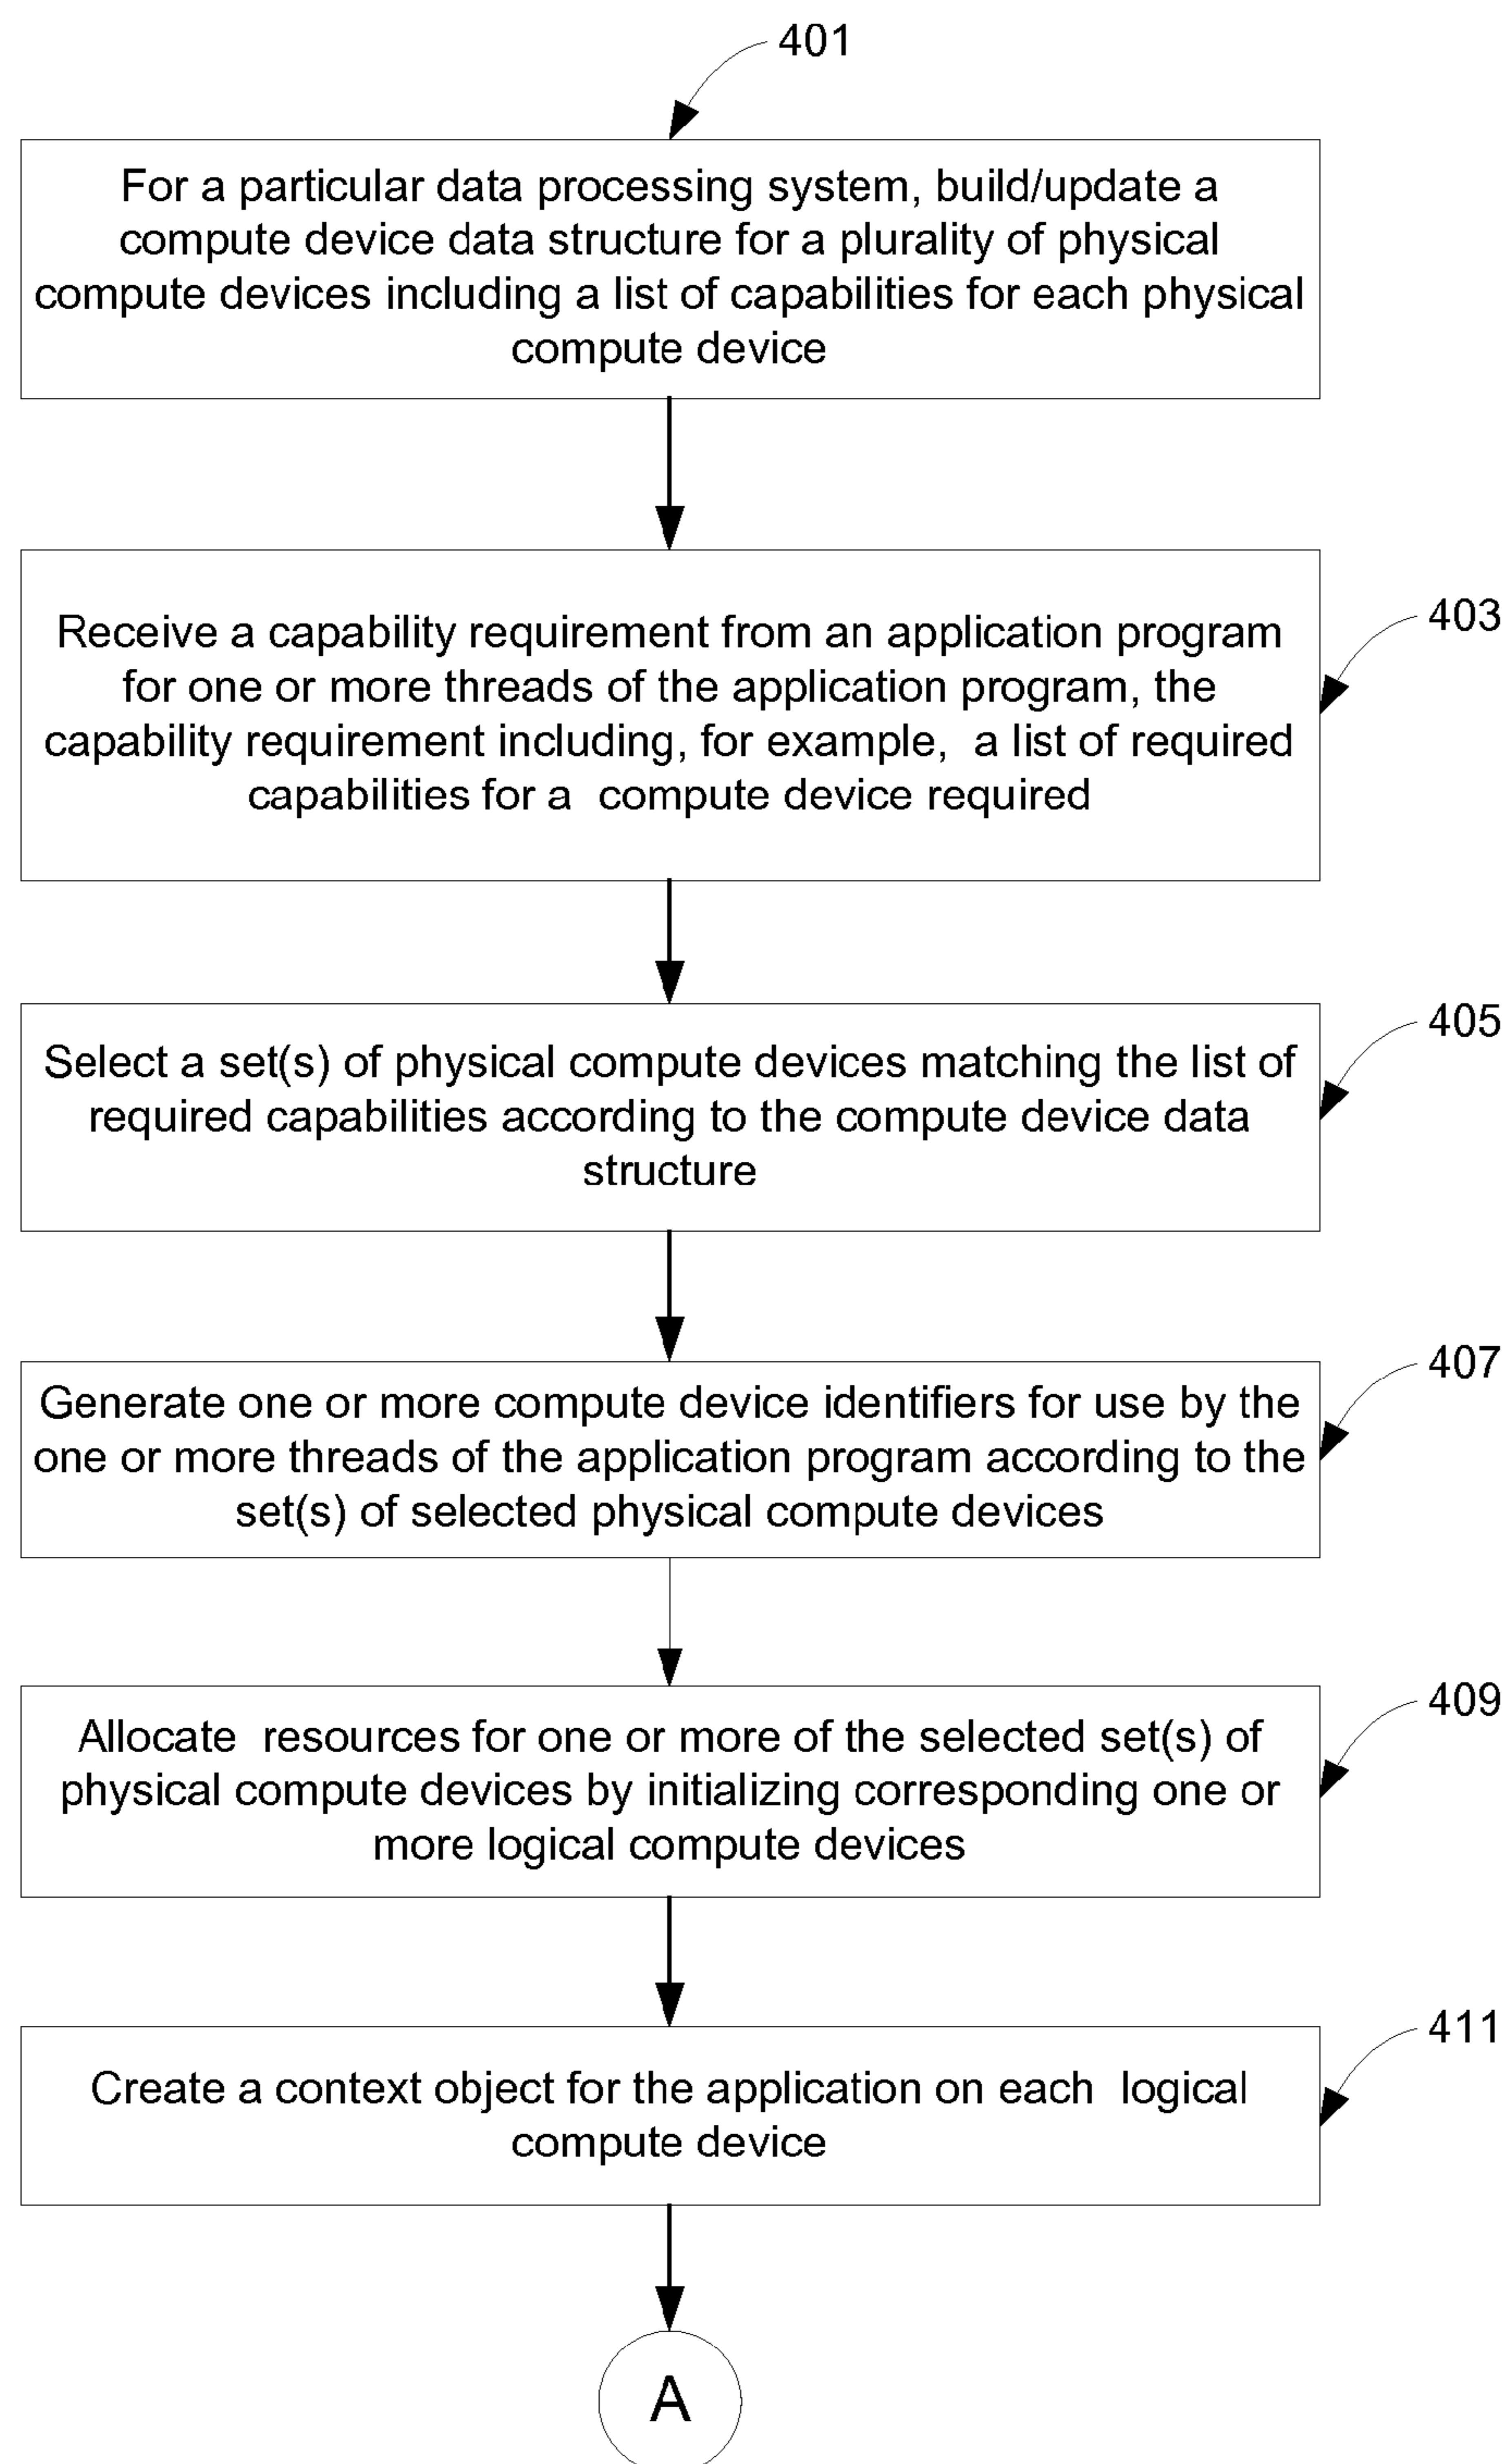 401
For a particular data processing system, build/update a
compute device data structure for a plurality of physical
compute devices including a list of capabilities for each physical
compute device
403
Receive a capability requirement from an application program
for one or more threads of the application program, the
capability requirement including, for example, a list of required
capabilities for a compute device required
405
Select a set(s) of physical compute devices matching the list of
required capabilities according to the compute device data
structure
407
Generate one or more compute device identifiers for use by the
one or more threads of the application program according to the
set(s) of selected physical compute devices
409
Allocate resources for one or more of the selected set(s) of
physical compute devices by initializing corresponding one or
more logical compute devices
411
Create a context object for the application on each logical
compute device
A